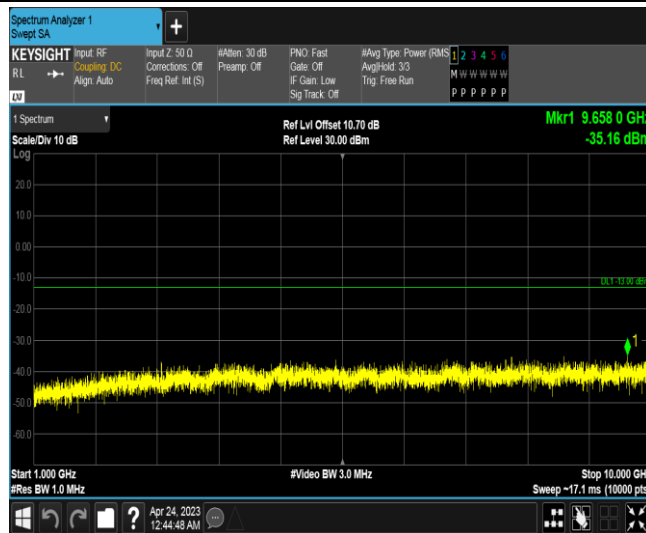 Spectrum Analyzer 1
Swept SA
KEYSIGHT
RL
LXI
Input: RF
Coupling: DC
Align: Auto
Input Z: 50 Ω
Corrections: Off
Freq Ref: Int (S)
#Atten: 30 dB
Preamp: Off
PNO: Fast
Gate: Off
IF Gain: Low
Sig Track: Off
#Avg Type: Power (RMS
Avg|Hold: 3/3
Trig: Free Run
1 2 3 4 5 6
M W W W W W
P P P P P P
1 Spectrum
Scale/Div 10 dB
Log
Ref Lvl Offset 10.70 dB
Ref Level 30.00 dBm
Mkr1 9.658 0 GHz
-35.16 dBm
20.0
10.0
0.00
-10.0
DL1 -13.00 dBm
-20.0
-30.0
1
-40.0
-50.0
-60.0
Start 1.000 GHz
#Res BW 1.0 MHz
#Video BW 3.0 MHz
Stop 10.000 GHz
Sweep ~17.1 ms (10000 pts
Apr 24, 2023
12:44:48 AM